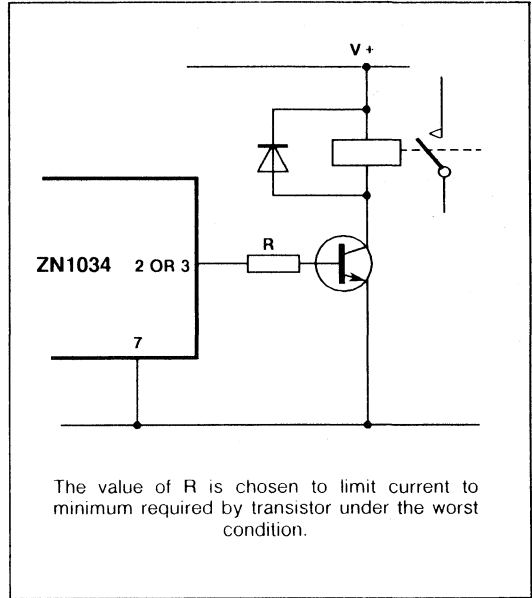 V +
R
ZN1034 2 OR 3
7
The value of R is chosen to limit current to
minimum required by transistor under the worst
condition.